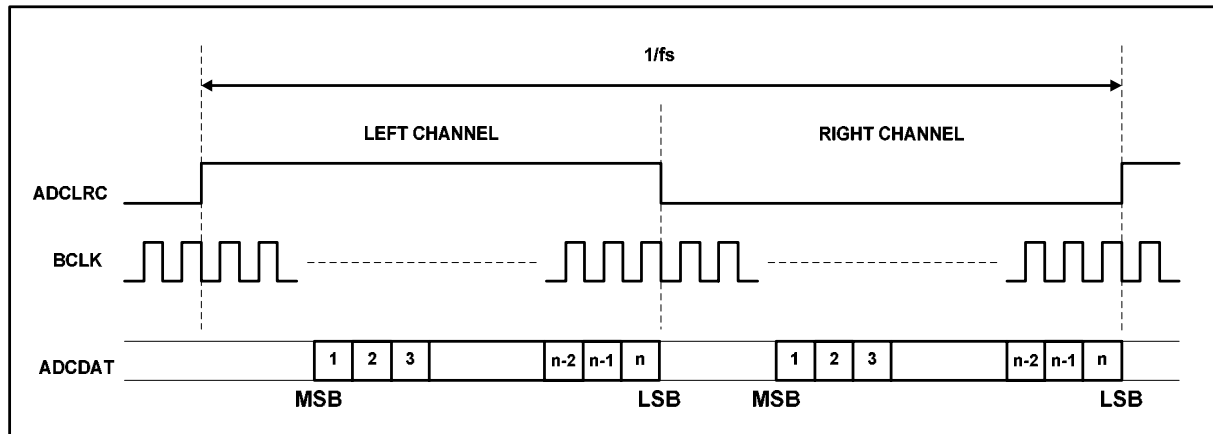 1/fs
LEFT CHANNEL RIGHT CHANNEL
ADCLRC
BCLK
ADCDAT 1 2 3 n-2 n-1 n 1 2 3 n-2 n-1 n
MSB LSB MSB LSB